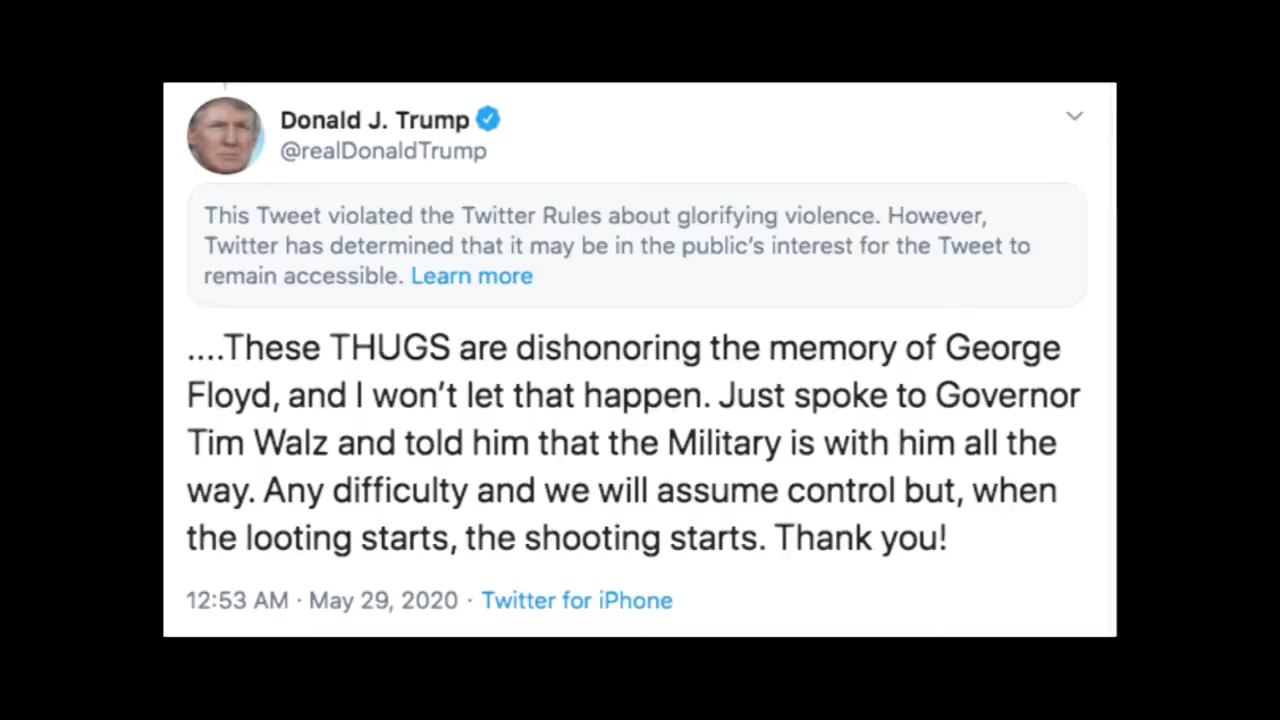 Donald J. Trump
@realDonaldTrump
This Tweet violated the Twitter Rules about glorifying violence. However,
Twitter has determined that it may be in the public's interest for the Tweet to
remain accessible. Learn more
....These THUGS are dishonoring the memory of George
Floyd, and I won't let that happen. Just spoke to Governor
Tim Walz and told him that the Military is with him all the
way. Any difficulty and we will assume control but, when
the looting starts, the shooting starts. Thank you!
12:53 AM · May 29, 2020 · Twitter for iPhone